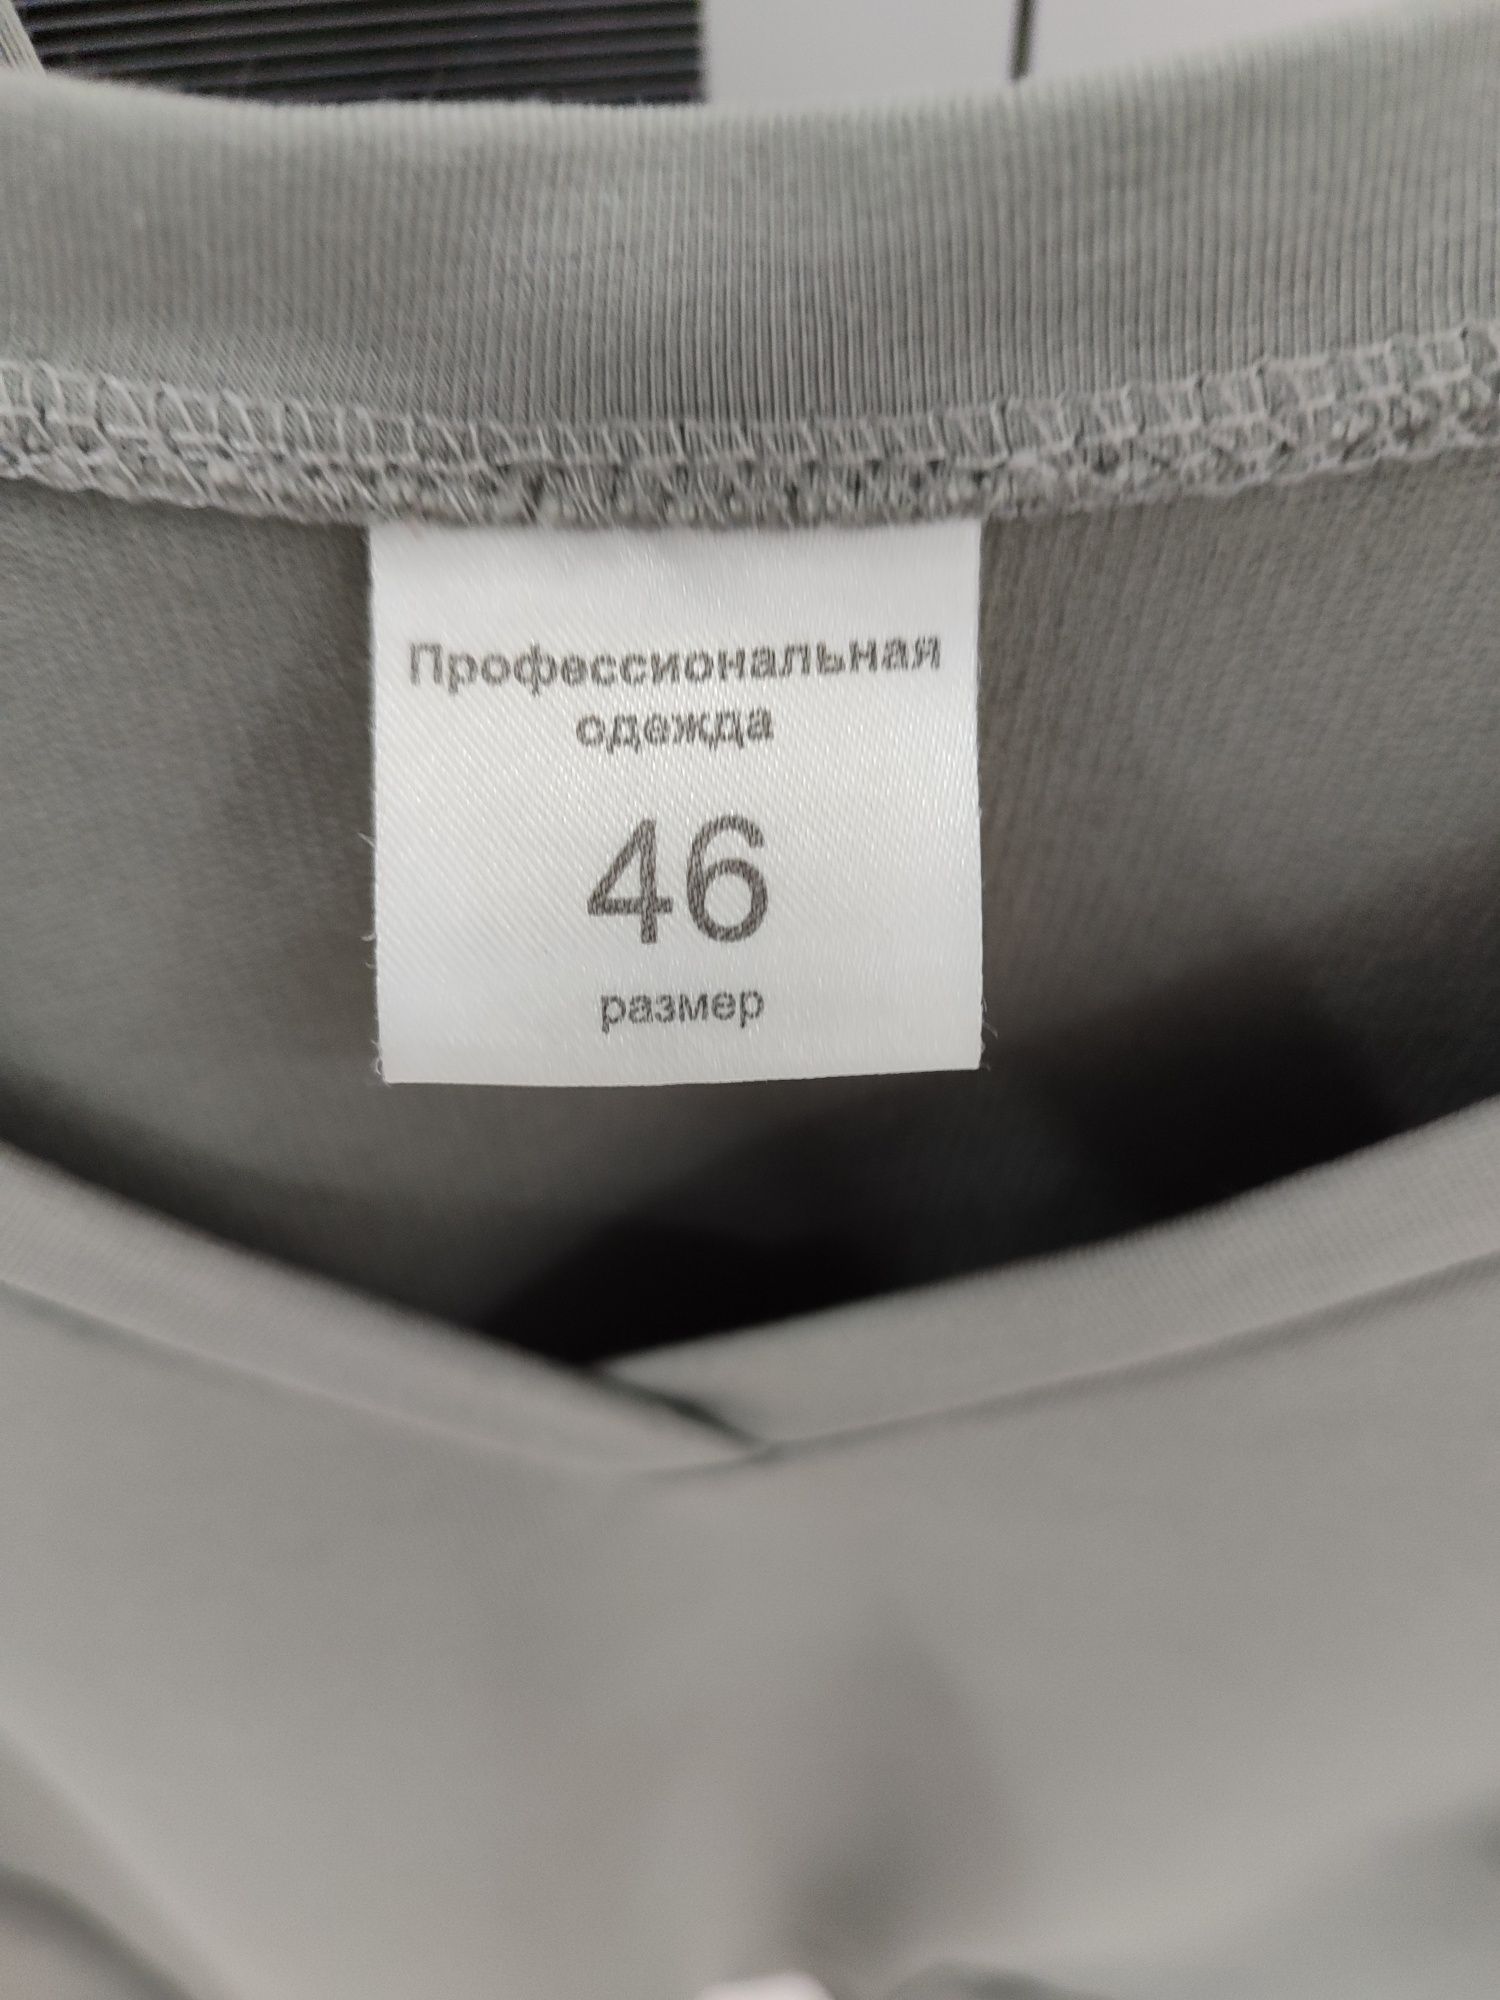 Профессиональная
одежда
46
размер